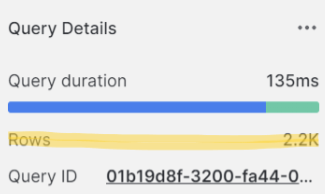 Query Details
Query duration 135ms
Rows 2.2K
Query ID 01b19d8f-3200-fa44-0...